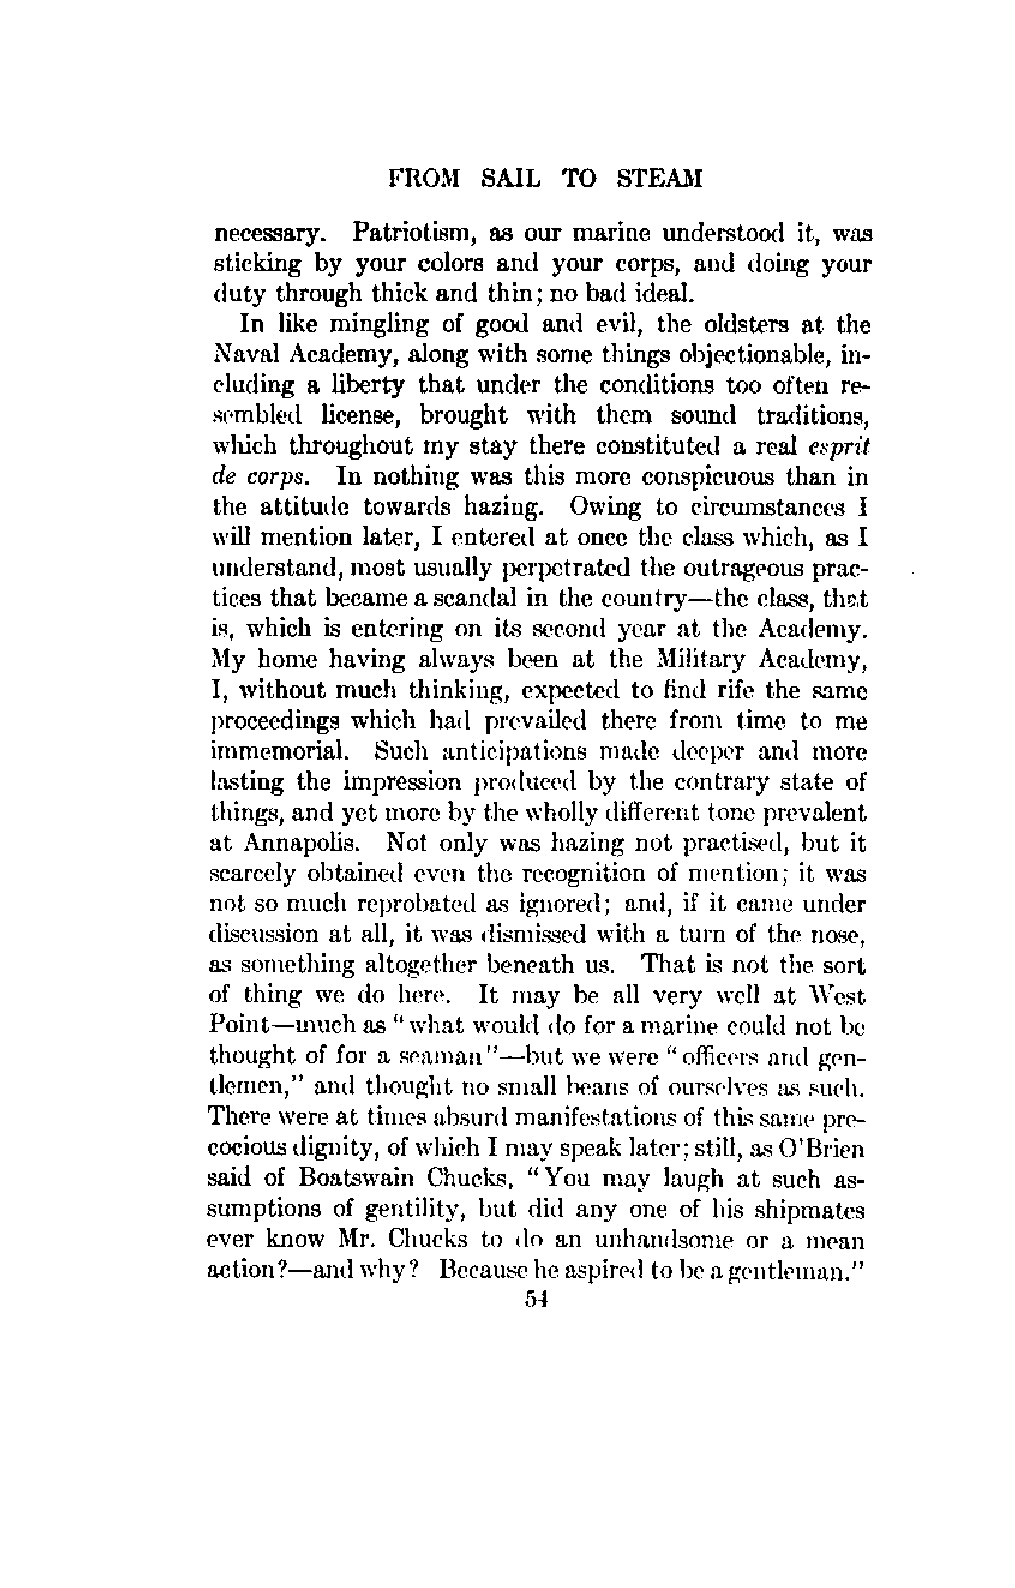 FROM SAIL TO STEAM
necessary. Patriotism, as our marine understood it, was
sticking by your colors and your corps, and doing your
duty through thick and thin; no bad ideal.
In like mingling of good and evil, the oldsters at the
Naval Academy, along with some things objectionable, in-
cluding a liberty that under the conditions too often re-
sembled license, brought with them sound traditions,
which throughout my stay there constituted a real esprit
de corps. In nothing was this more conspicuous than in
the attitude towards hazing. Owing to circumstances I
will mention later, I entered at once the class which, as I
understand, most usually perpetrated the outrageous prac-
tices that became a scandal in the country—the class, that
is, which is entering on its second year at the Academy.
My home having always been at the Military Academy,
I, without much thinking, expected to find rife the same
proceedings which had prevailed there from time to me
immemorial. Such anticipations made deeper and more
lasting the impression produced by the contrary state of
things, and yet more by the wholly different tone prevalent
at Annapolis. Not only was hazing not practised, but it
scarcely obtained even the recognition of mention; it was
not so much reprobated as ignored; and, if it came under
discussion at all, it was dismissed with a turn of the nose,
as something altogether beneath us. That is not the sort
of thing we do here. It may be all very well at West
Point—much as "what would do for a marine could not be
thought of for a seaman"—but we were "officers and gen-
tlemen," and thought no small beans of ourselves as such.
There were at times absurd manifestations of this same pre-
cocious dignity, of which I may speak later; still, as O'Brien
said of Boatswain Chucks, "You may laugh at such as-
sumptions of gentility, but did any one of his shipmates
ever know Mr. Chucks to do an unhandsome or a mean
action?—and why? Because he aspired to be a gentleman."
54